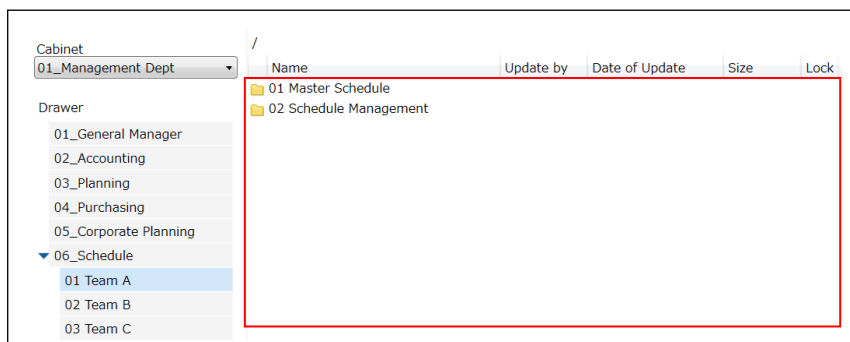 Cabinet
01_Management Dept
Drawer
01_General Manager
02_Accounting
03_Planning
04_Purchasing
05_Corporate Planning
06_Schedule
01 Team A
02 Team B
03 Team C
/
Name Update by Date of Update Size Lock
01 Master Schedule
02 Schedule Management